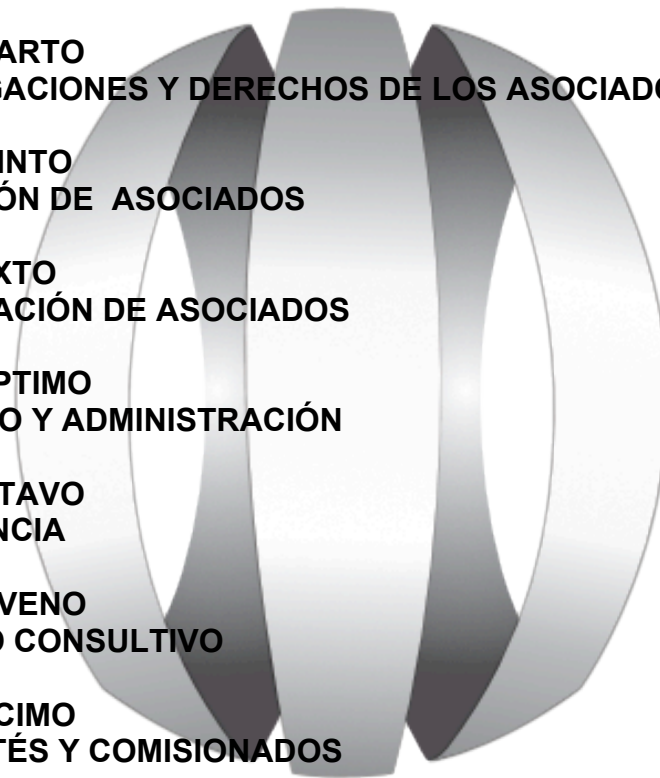 ARTO
GACIONES Y DERECHOS DE LOS ASOCIADO
INTO
ÓN DE ASOCIADOS
XTO
ACIÓN DE ASOCIADOS
PTIMO
O Y ADMINISTRACIÓN
TAVO
NCIA
VENO
O CONSULTIVO
CIMO
TÉS Y COMISIONADOS